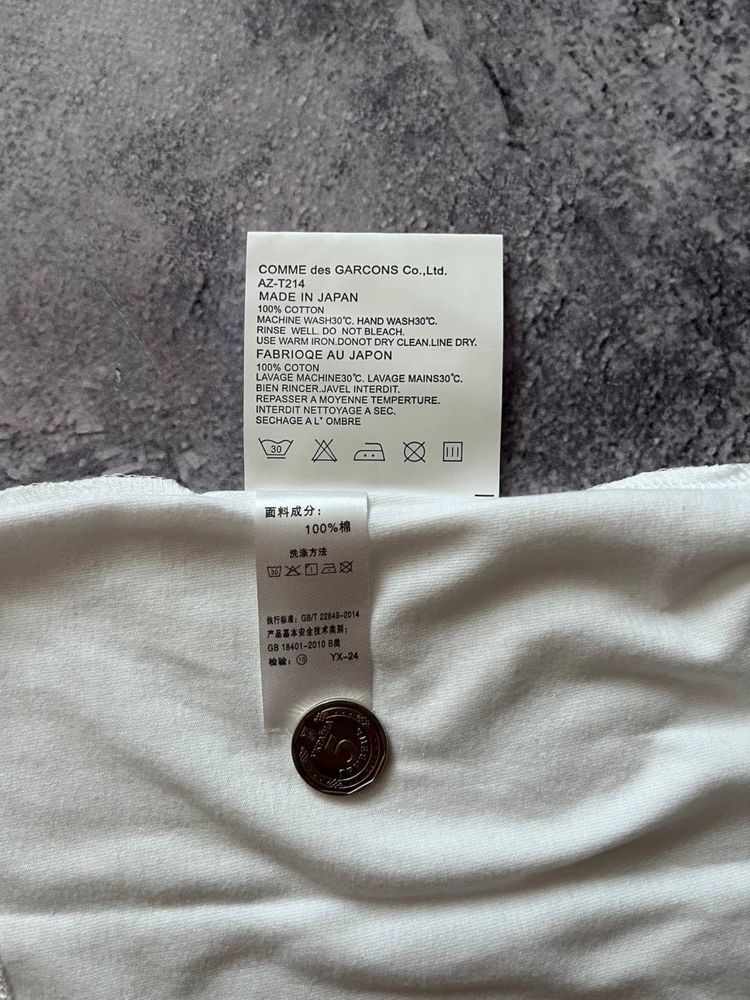 COMME des GARCONS Co.,Ltd.
AZ-T214
MADE IN JAPAN
100% COTTON
MACHINE WASH30℃. HAND WASH30℃.
RINSE WELL. DO NOT BLEACH.
USE WARM IRON.DONOT DRY CLEAN.LINE DRY.
FABRIOQE AU JAPON
100% COTON
LAVAGE MACHINE30℃. LAVAGE MAINS30℃.
BIEN RINCER.JAVEL INTERDIT.
REPASSER A MOYENNE TEMPERTURE.
INTERDIT NETTOYAGE A SEC.
SECHAGE A L' OMBRE
30
面料成分:
100%棉
洗涤方法
30
执行标准: GB/T 22849-2014
产品基本安全技术类别:
GB 18401-2010 B类
检验: ⑮ YX-24
5